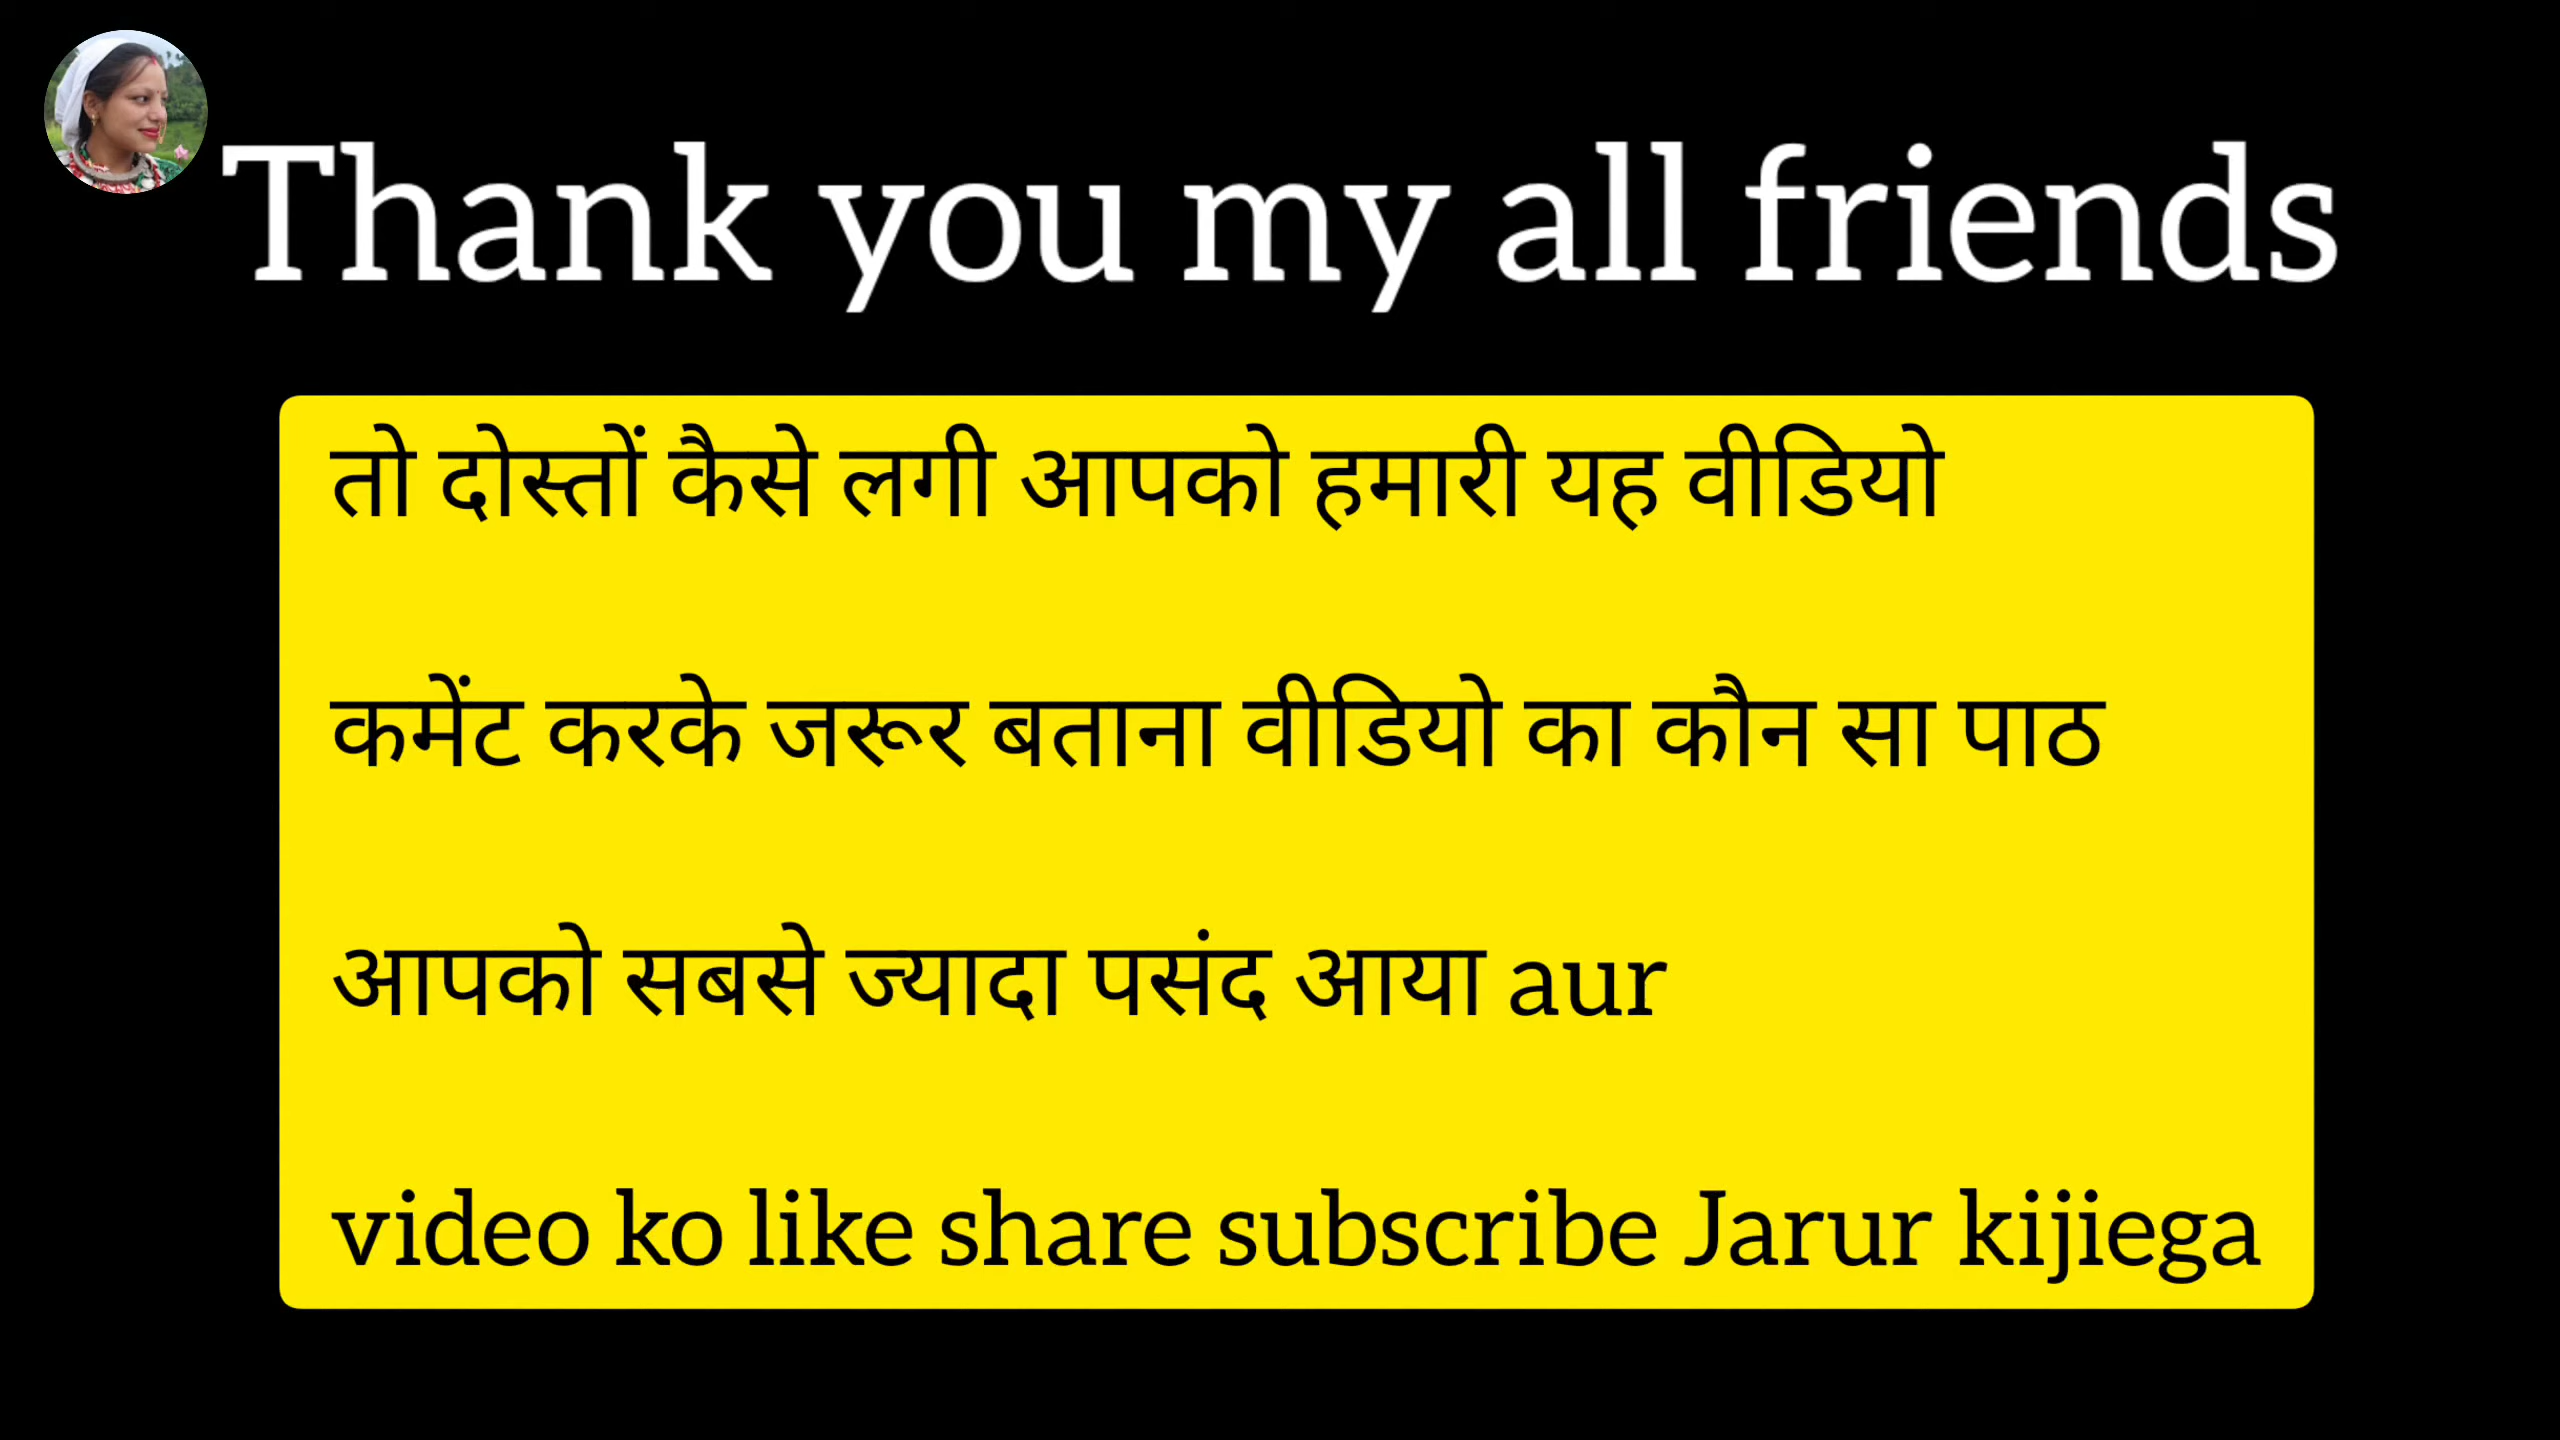 Thank you my all friends
तो दोस्तों कैसे लगी आपको हमारी यह वीडियो
कमेंट करके जरूर बताना वीडियो का कौन सा पाठ
आपको सबसे ज्यादा पसंद आया aur
video ko like share subscribe Jarur kijiega